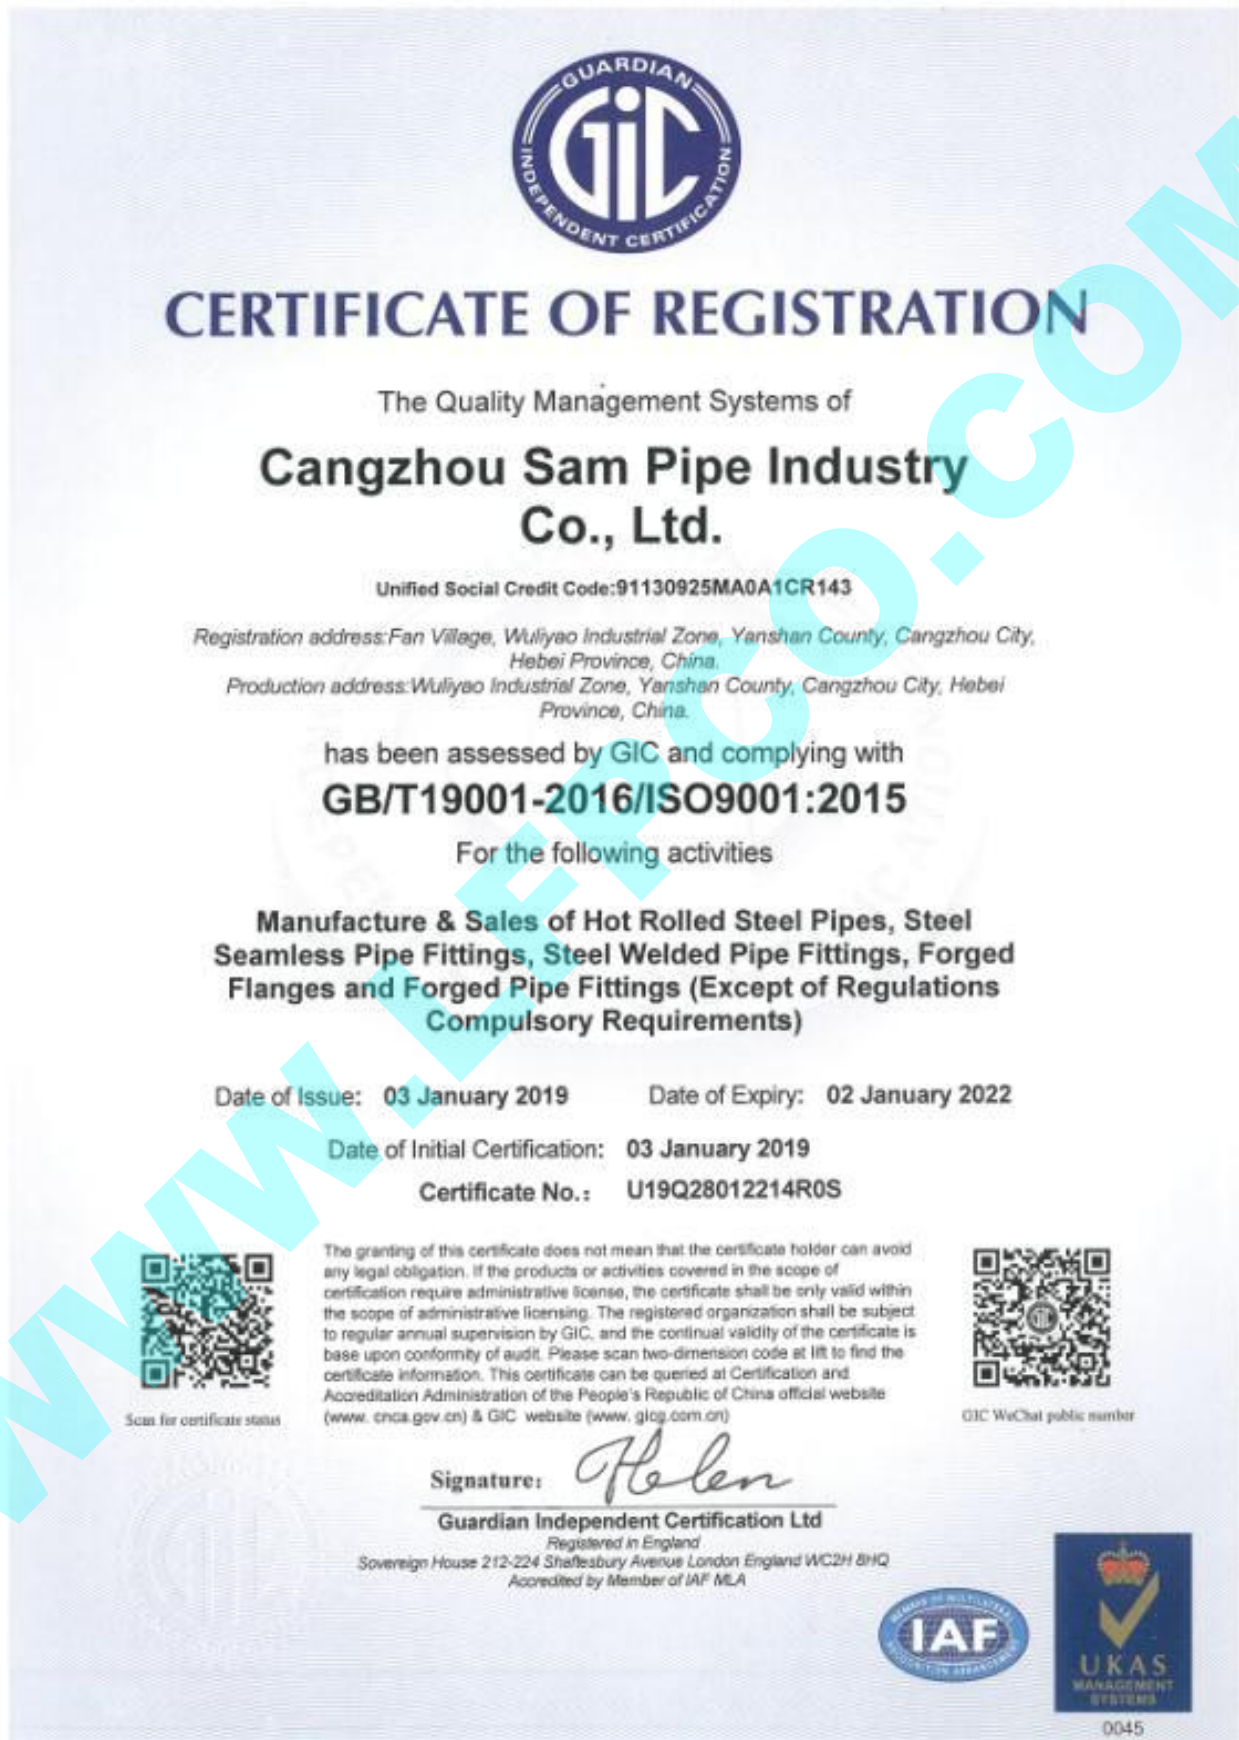 GUARDIAN
GiC
INDEPENDENT CERTIFICATION
CERTIFICATE OF REGISTRATION
The Quality Management Systems of
Cangzhou Sam Pipe Industry
Co., Ltd.
Unified Social Credit Code:91130925MA0A1CR143
Registration address:Fan Village, Wuliyao Industrial Zone, Yanshan County, Cangzhou City,
Hebei Province, China.
Production address:Wuliyao Industrial Zone, Yanshan County, Cangzhou City, Hebei
Province, China.
has been assessed by GIC and complying with
GB/T19001-2016/ISO9001:2015
For the following activities
Manufacture & Sales of Hot Rolled Steel Pipes, Steel
Seamless Pipe Fittings, Steel Welded Pipe Fittings, Forged
Flanges and Forged Pipe Fittings (Except of Regulations
Compulsory Requirements)
Date of Issue: 03 January 2019 Date of Expiry: 02 January 2022
Date of Initial Certification: 03 January 2019
Certificate No.: U19Q28012214R0S
The granting of this certificate does not mean that the certificate holder can avoid
any legal obligation. If the products or activities covered in the scope of
certification require administrative license, the certificate shall be only valid within
the scope of administrative licensing. The registered organization shall be subject
to regular annual supervision by GIC, and the continual validity of the certificate is
base upon conformity of audit. Please scan two-dimension code at lift to find the
certificate information. This certificate can be queried at Certification and
Accreditation Administration of the People's Republic of China official website
(www. cnca.gov.cn) & GIC website (www. gicg.com.cn)
Scan for certificate status
GIC WeChat public number
Signature: Helen
Guardian Independent Certification Ltd
Registered in England
Sovereign House 212-224 Shaftesbury Avenue London England WC2H 8HQ
Accredited by Member of IAF MLA
MEMBER OF MULTILATERAL
IAF
RECOGNITION ARRANGEMENT
UKAS
MANAGEMENT
SYSTEMS
0045
WWW.LFPCO.COM